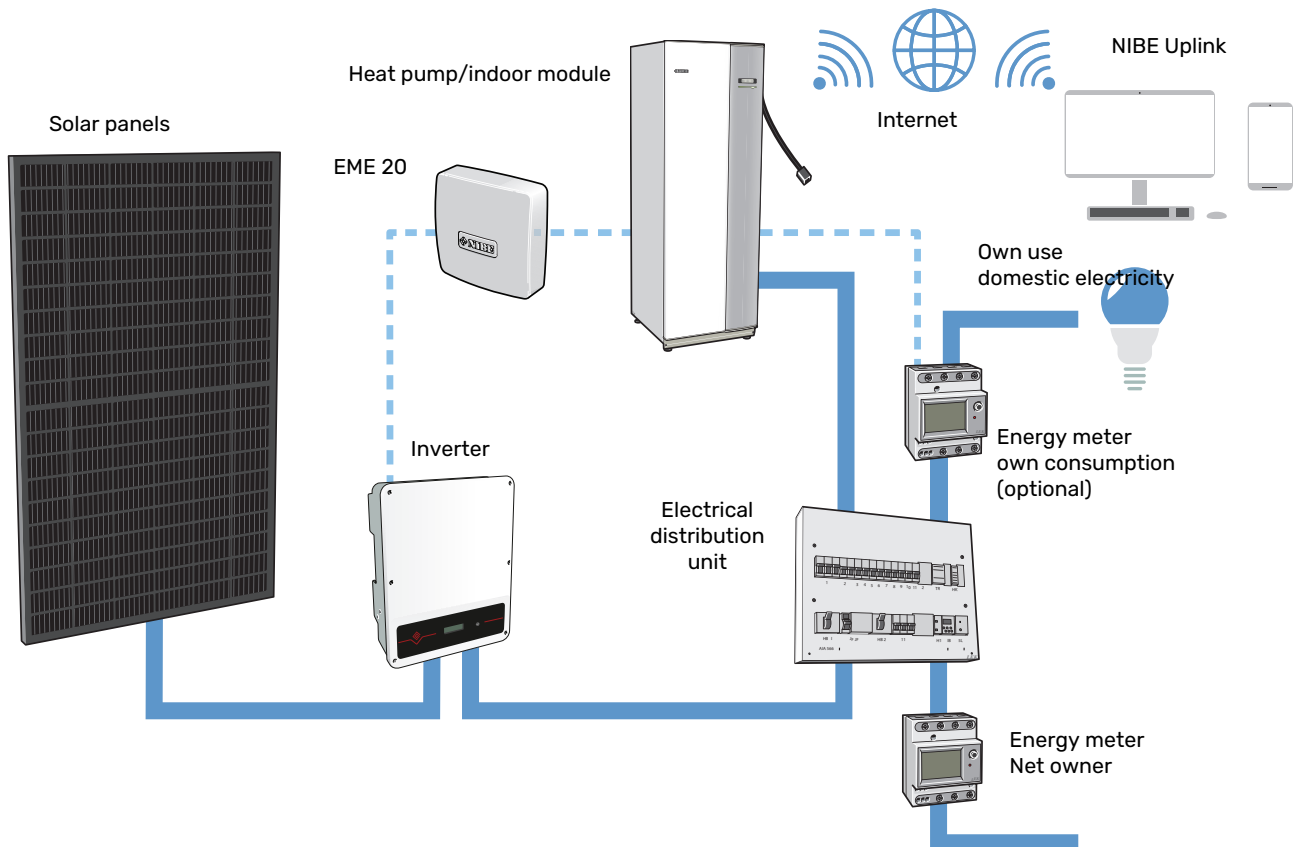 NIBE Uplink
Heat pump/indoor module
Internet
Solar panels
EME 20
NIBE
Own use
domestic electricity
Energy meter
own consumption
(optional)
Inverter
Electrical
distribution
unit
Energy meter
Net owner